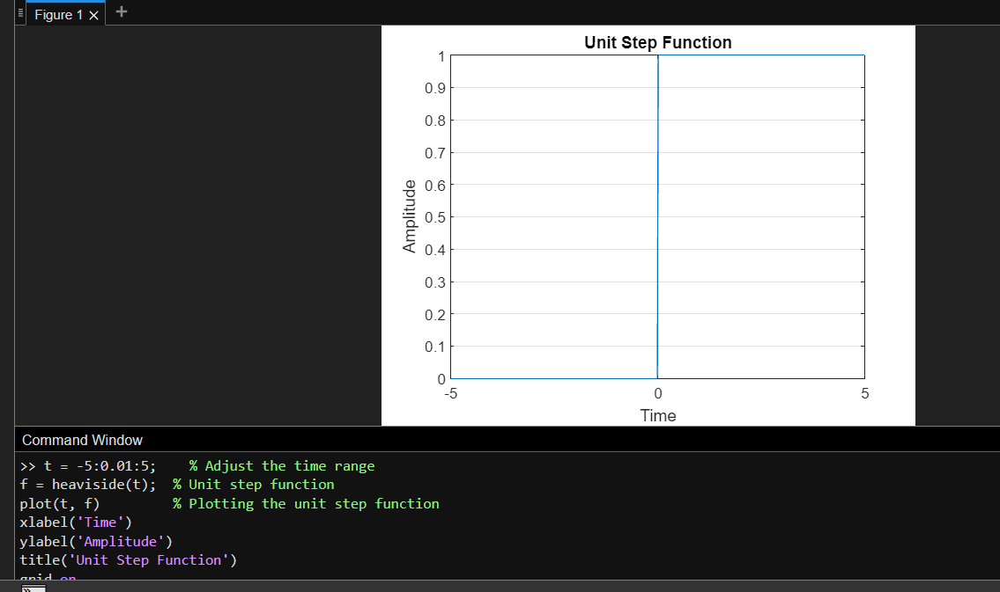 Figure 1 × +
Unit Step Function
1
0.9
0.8
0.7
0.6
0.5
0.4
0.3
0.2
0.1
0
Amplitude
-5 0 5
Time
Command Window
>> t = -5:0.01:5; % Adjust the time range
f = heaviside(t); % Unit step function
plot(t, f) % Plotting the unit step function
xlabel('Time')
ylabel('Amplitude')
title('Unit Step Function')
grid on